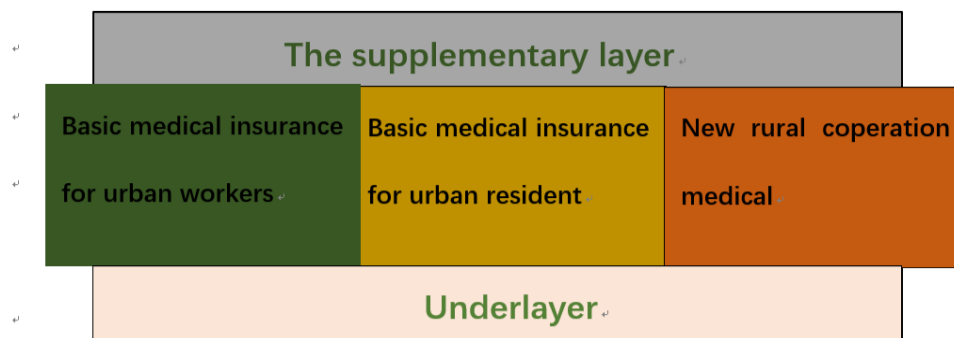 The supplementary layer
Basic medical insurance
for urban workers
Basic medical insurance
for urban resident
New rural coperation
medical
Underlayer